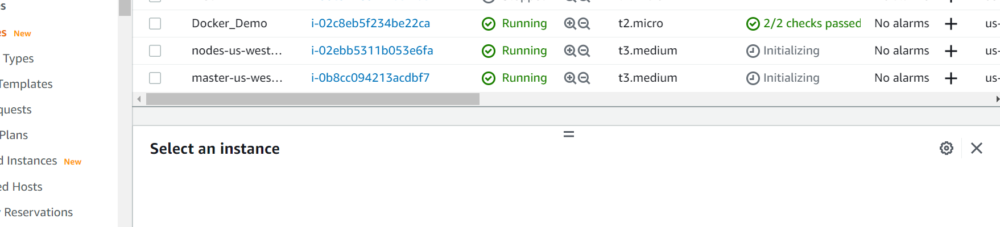 es
es New
Types
Templates
quests
Plans
d Instances New
ed Hosts
Reservations
Stopped
Docker_Demo i-02c8eb5f234be22ca Running t2.micro 2/2 checks passed No alarms + us-
nodes-us-west... i-02ebb5311b053e6fa Running t3.medium Initializing No alarms + us-
master-us-wes... i-0b8cc094213acdbf7 Running t3.medium Initializing No alarms + us-
Select an instance